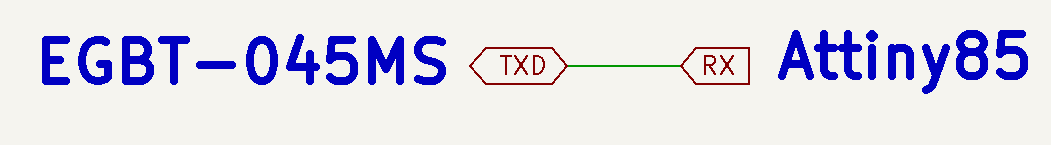 EGBT-045MS TXD RX Attiny85